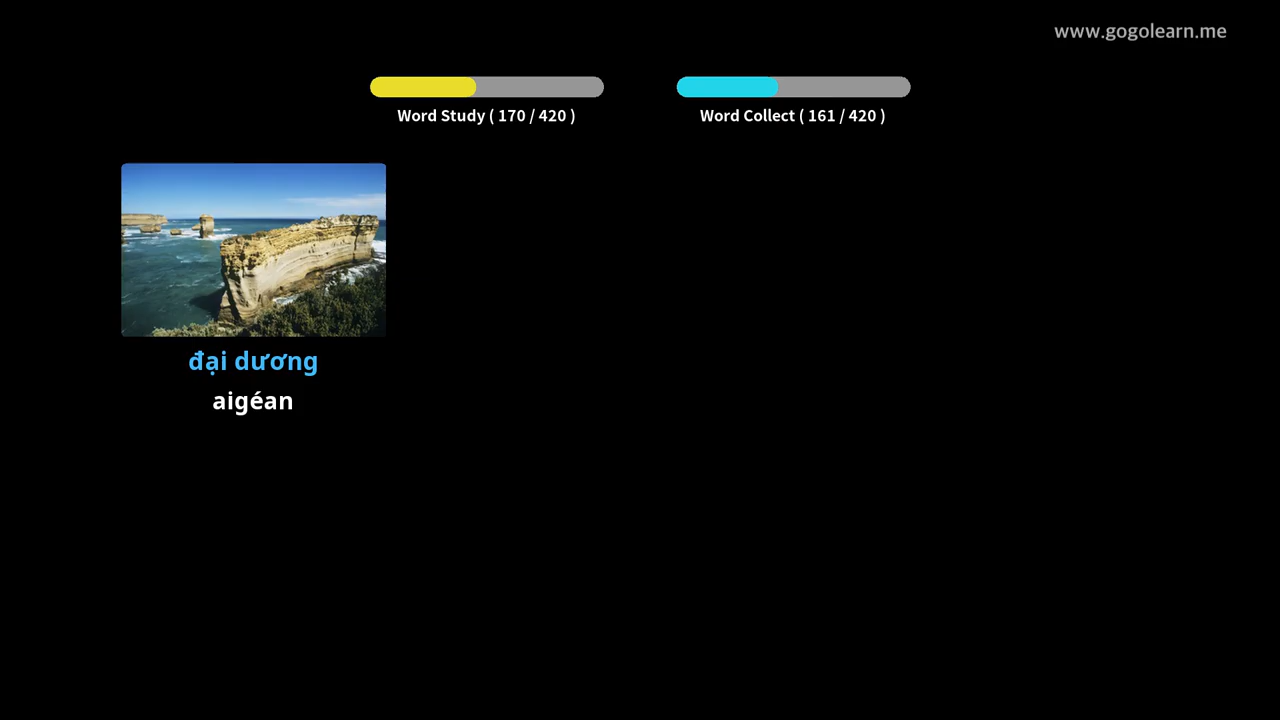 www.gogolearn.me
Word Study ( 170 / 420 )
Word Collect ( 161 / 420 )
đại dương
aigéan